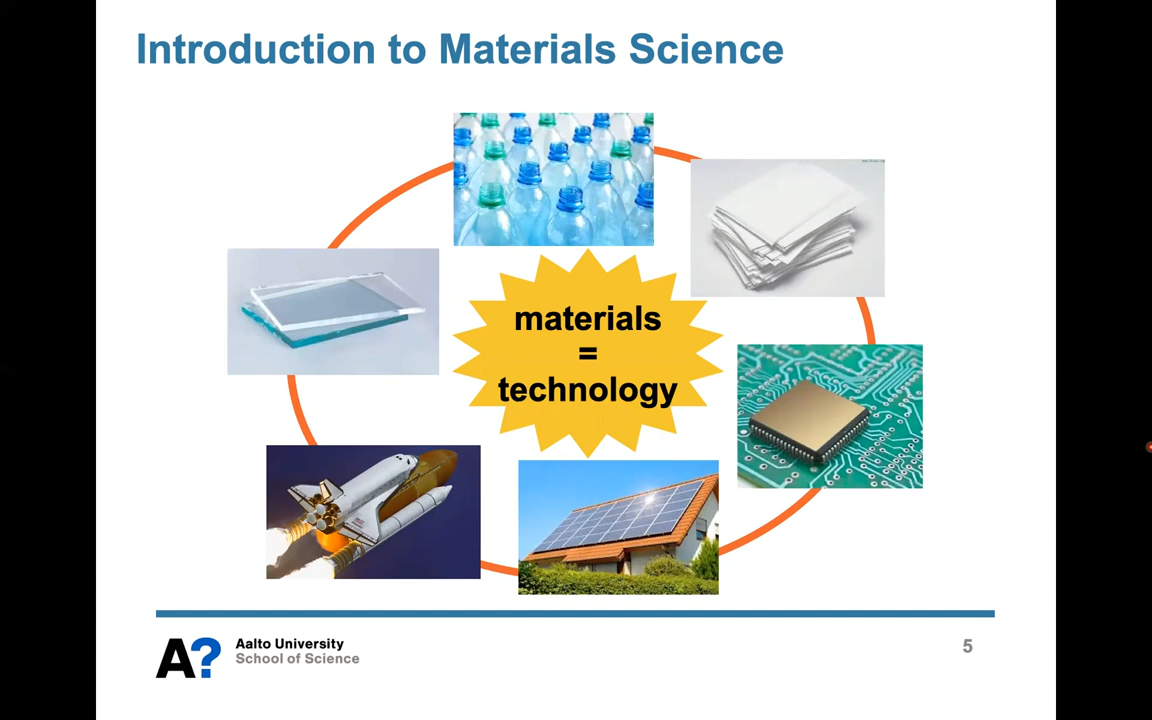 Introduction to Materials Science
materials
=
technology
A?
Aalto University
School of Science
5